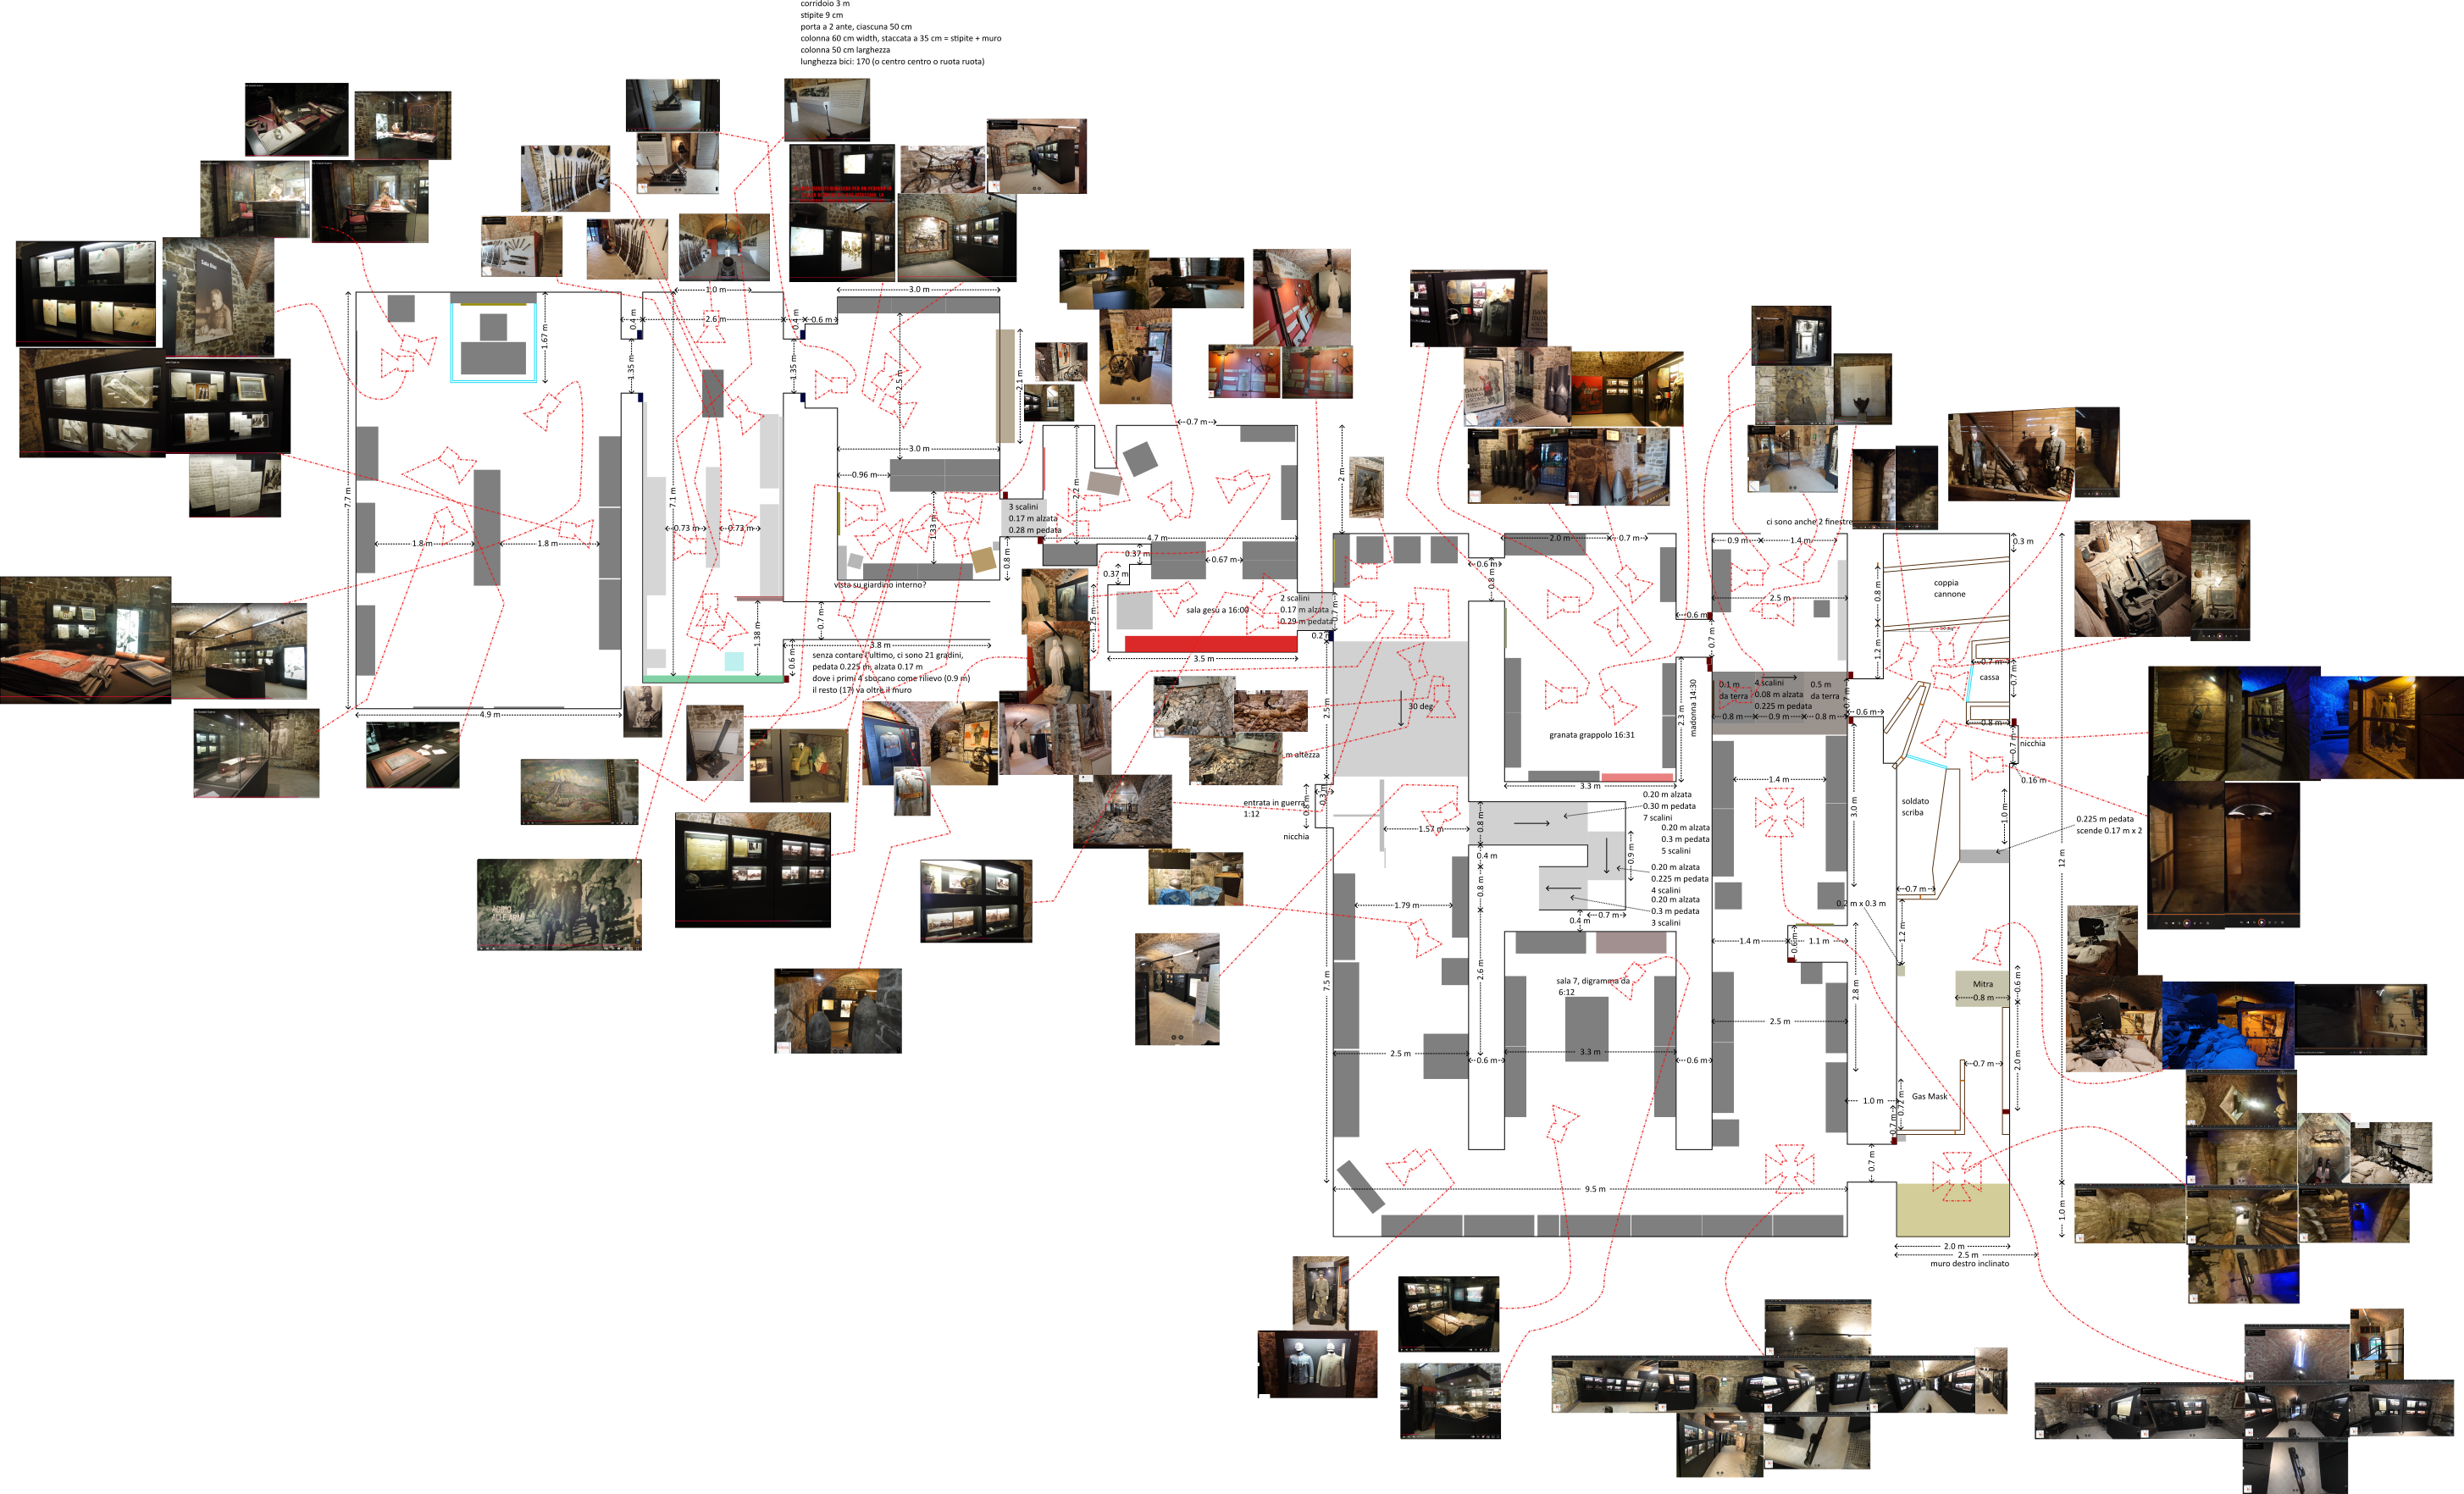 corridoio 3 m
stipite 9 cm
porta a 2 ante, ciascuna 50 cm
colonna 60 cm width, staccata a 35 cm = stipite + muro
colonna 50 cm larghezza
lunghezza bici: 170 (o centro centro o ruota ruota)
1.0 m
3.0 m
0.4 m
2.6 m
0.4 m
0.6 m
1.67 m
1.35 m
1.35 m
2.5 m
2.1 m
3.0 m
0.7 m
0.96 m
2.2 m
2 m
7.7 m
7.1 m
3 scalini
0.17 m alzata
0.28 m pedata
1.33 m
0.73 m
0.73 m
1.8 m
1.8 m
4.7 m
0.8 m
0.37 m
0.37 m
0.67 m
vista su giardino interno?
1.25 m
sala gesù a 16:00
2 scalini
0.17 m alzata
0.29 m pedata
0.7 m
0.2
3.5 m
1.38 m
0.7 m
0.6 m
3.8 m
senza contare l'ultimo, ci sono 21 gradini,
pedata 0.225 m, alzata 0.17 m
dove i primi 4 sbocano come rilievo (0.9 m)
il resto (17) va oltre il muro
4.9 m
ADDIO
ALLE ARMI
ci sono anche 2 finestre
2.0 m
0.7 m
0.6 m
0.8 m
0.9 m
1.4 m
2.5 m
0.6 m
0.7 m
0.3 m
coppia
cannone
0.8 m
1.2 m
0.7 m
cassa
0.7 m
0.8 m
2.5 m
30 deg
m altezza
granata grappolo 16:31
madonna 14:30
2.3 m
3.3 m
0.1 m
da terra
4 scalini
0.08 m alzata
0.225 m pedata
0.5 m
da terra
0.8 m
0.9 m
0.8 m
0.7 m
0.6 m
nicchia
0.7 m
0.16 m
entrata in guerra
1:12
0.8 m
0.3 m
nicchia
1.57 m
0.8 m
0.20 m alzata
0.30 m pedata
7 scalini
0.20 m alzata
0.3 m pedata
5 scalini
0.9 m
0.4 m
0.20 m alzata
0.225 m pedata
4 scalini
0.20 m alzata
0.3 m pedata
3 scalini
0.8 m
0.7 m
0.4 m
1.4 m
3.0 m
soldato
scriba
1.0 m
0.225 m pedata
scende 0.17 m x 2
12 m
0.7 m
0.2 m x 0.3 m
1.79 m
7.5 m
2.6 m
sala 7, digramma da
6:12
1.4 m
0.6 m
1.1 m
1.2 m
2.8 m
Mitra
0.8 m
0.6 m
2.5 m
2.5 m
0.6 m
3.3 m
0.6 m
0.7 m
2.0 m
1.0 m
0.72 m
Gas Mask
0.7 m
0.7 m
9.5 m
1.0 m
2.0 m
2.5 m
muro destro inclinato